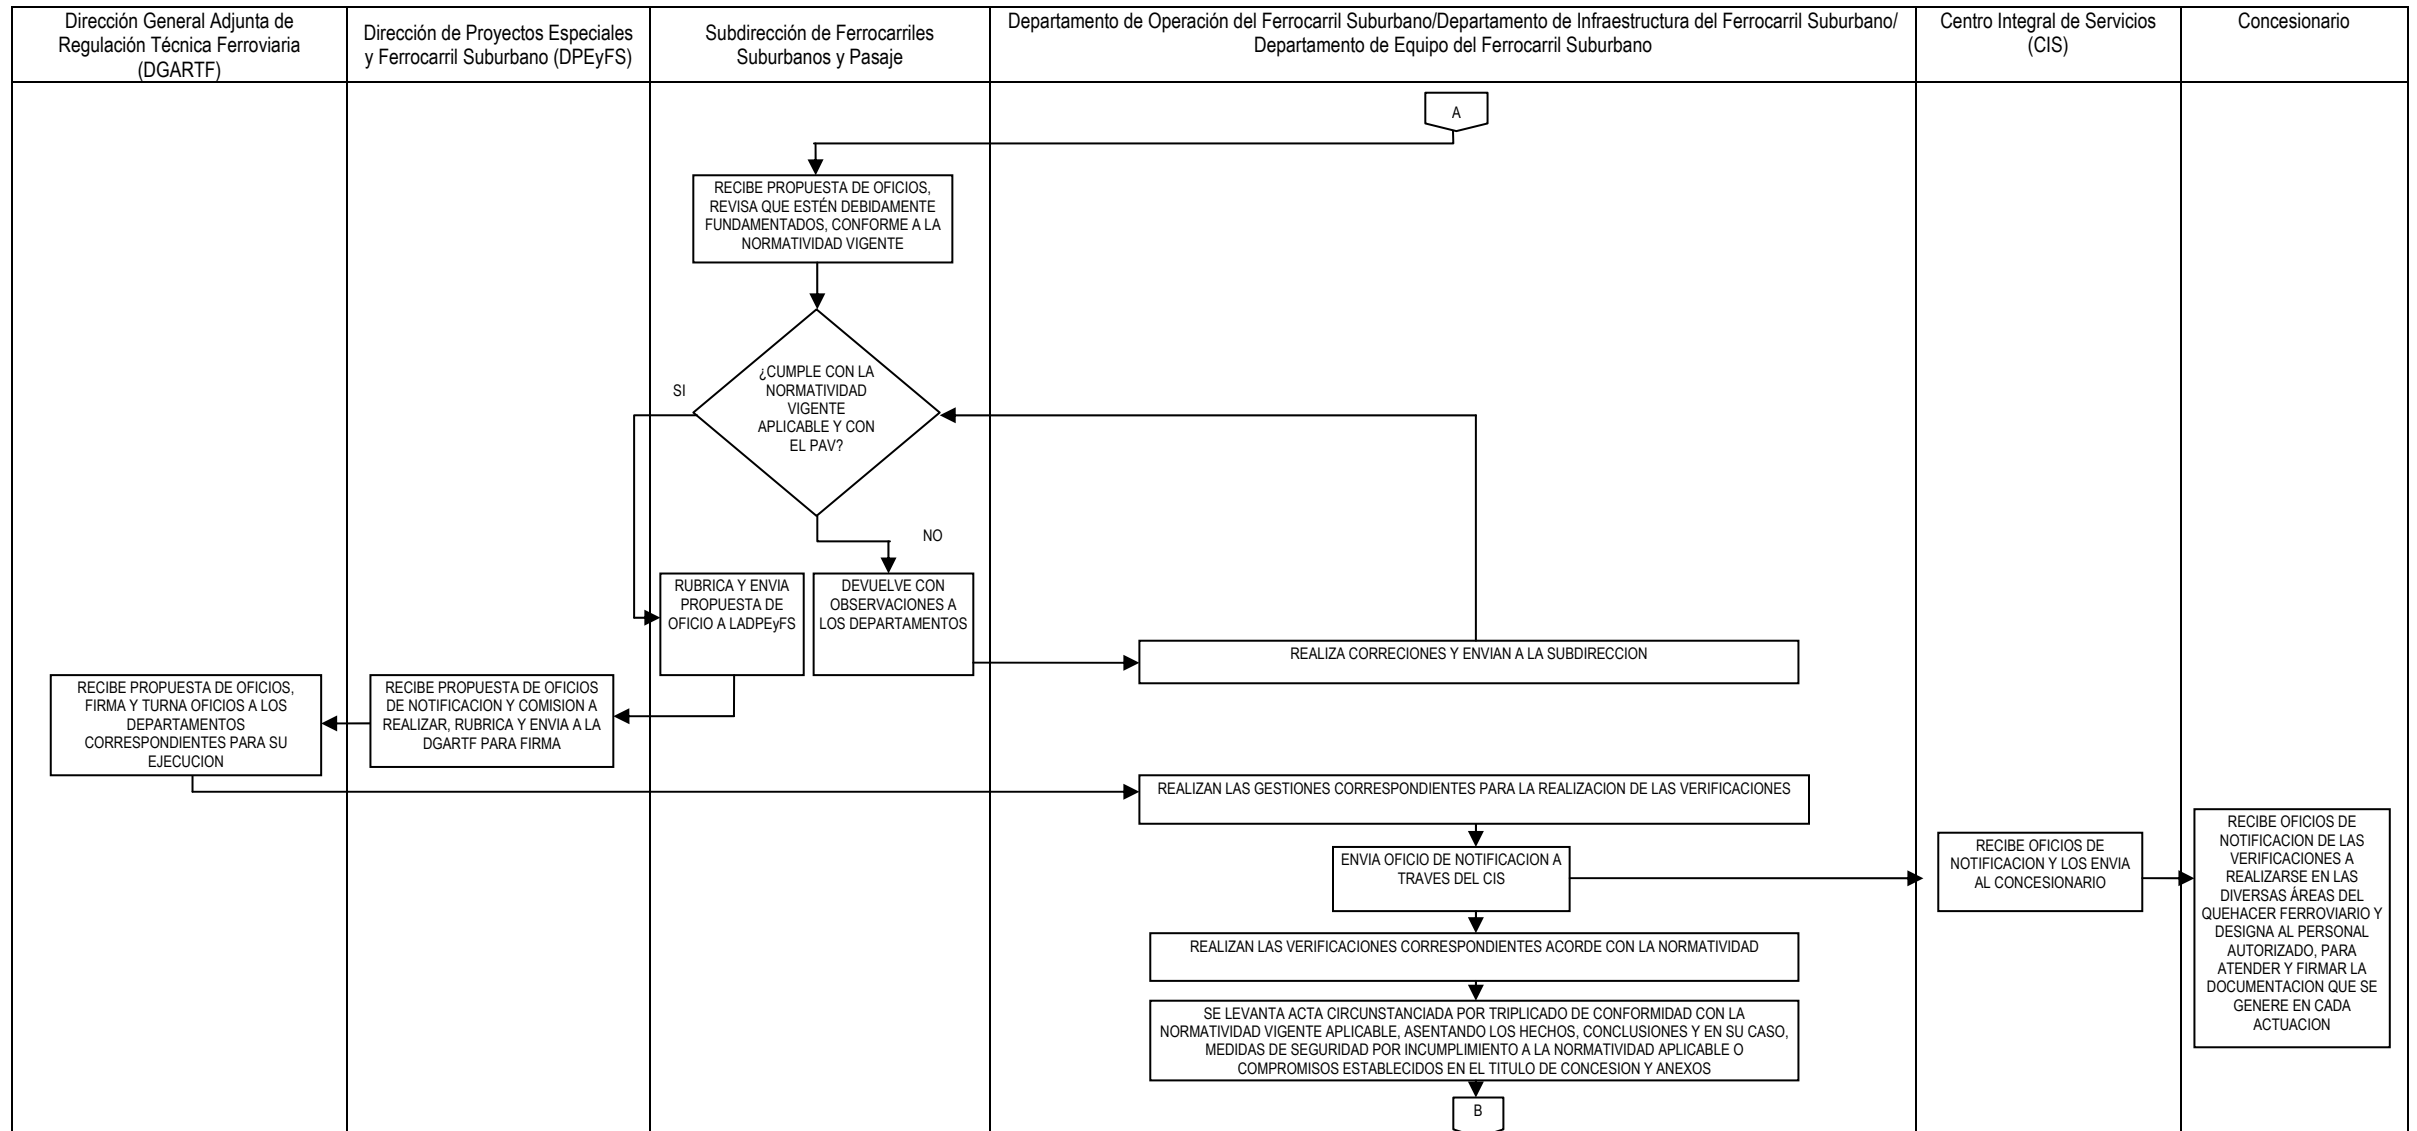 Dirección General Adjunta de
Regulación Técnica Ferroviaria
(DGARTF)
Dirección de Proyectos Especiales
y Ferrocarril Suburbano (DPEyFS)
Subdirección de Ferrocarriles
Suburbanos y Pasaje
Departamento de Operación del Ferrocarril Suburbano/Departamento de Infraestructura del Ferrocarril Suburbano/
Departamento de Equipo del Ferrocarril Suburbano
Centro Integral de Servicios
(CIS)
Concesionario
A
RECIBE PROPUESTA DE OFICIOS,
REVISA QUE ESTÉN DEBIDAMENTE
FUNDAMENTADOS, CONFORME A LA
NORMATIVIDAD VIGENTE
¿CUMPLE CON LA
NORMATIVIDAD
VIGENTE
APLICABLE Y CON
EL PAV?
SI
NO
RUBRICA Y ENVIA
PROPUESTA DE
OFICIO A LADPEyFS
DEVUELVE CON
OBSERVACIONES A
LOS DEPARTAMENTOS
REALIZA CORRECIONES Y ENVIAN A LA SUBDIRECCION
RECIBE PROPUESTA DE OFICIOS,
FIRMA Y TURNA OFICIOS A LOS
DEPARTAMENTOS
CORRESPONDIENTES PARA SU
EJECUCION
RECIBE PROPUESTA DE OFICIOS
DE NOTIFICACION Y COMISION A
REALIZAR, RUBRICA Y ENVIA A LA
DGARTF PARA FIRMA
REALIZAN LAS GESTIONES CORRESPONDIENTES PARA LA REALIZACION DE LAS VERIFICACIONES
ENVIA OFICIO DE NOTIFICACION A
TRAVES DEL CIS
RECIBE OFICIOS DE
NOTIFICACION Y LOS ENVIA
AL CONCESIONARIO
RECIBE OFICIOS DE
NOTIFICACION DE LAS
VERIFICACIONES A
REALIZARSE EN LAS
DIVERSAS ÁREAS DEL
QUEHACER FERROVIARIO Y
DESIGNA AL PERSONAL
AUTORIZADO, PARA
ATENDER Y FIRMAR LA
DOCUMENTACION QUE SE
GENERE EN CADA
ACTUACION
REALIZAN LAS VERIFICACIONES CORRESPONDIENTES ACORDE CON LA NORMATIVIDAD
SE LEVANTA ACTA CIRCUNSTANCIADA POR TRIPLICADO DE CONFORMIDAD CON LA
NORMATIVIDAD VIGENTE APLICABLE, ASENTANDO LOS HECHOS, CONCLUSIONES Y EN SU CASO,
MEDIDAS DE SEGURIDAD POR INCUMPLIMIENTO A LA NORMATIVIDAD APLICABLE O
COMPROMISOS ESTABLECIDOS EN EL TITULO DE CONCESION Y ANEXOS
B